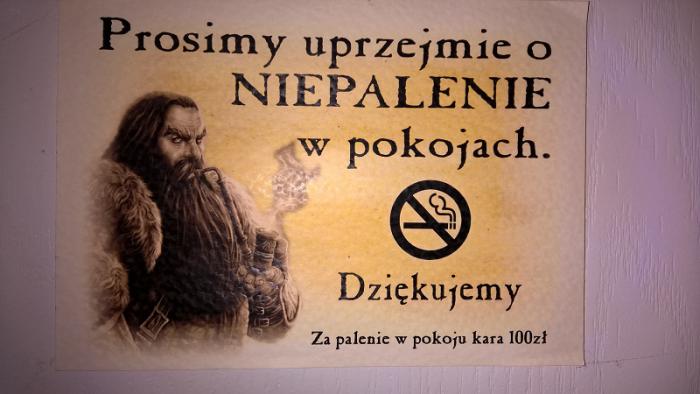 Prosimy uprzejmie o
NIEPALENIE
w pokojach.
Dziękujemy
Za palenie w pokoju kara 100zł